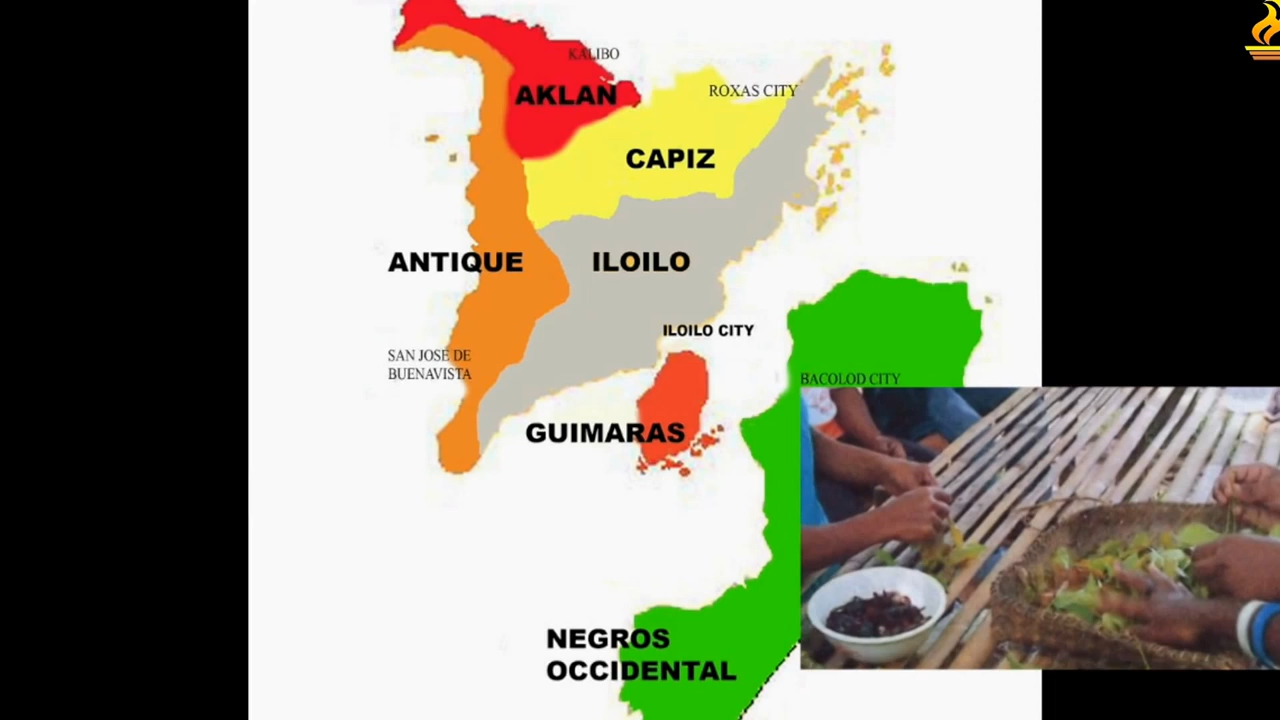 KALIBO
AKLAN
ROXAS CITY
CAPIZ
ANTIQUE
ILOILO
ILOILO CITY
SAN JOSE DE
BUENAVISTA
BACOLOD CITY
GUIMARAS
NEGROS
OCCIDENTAL